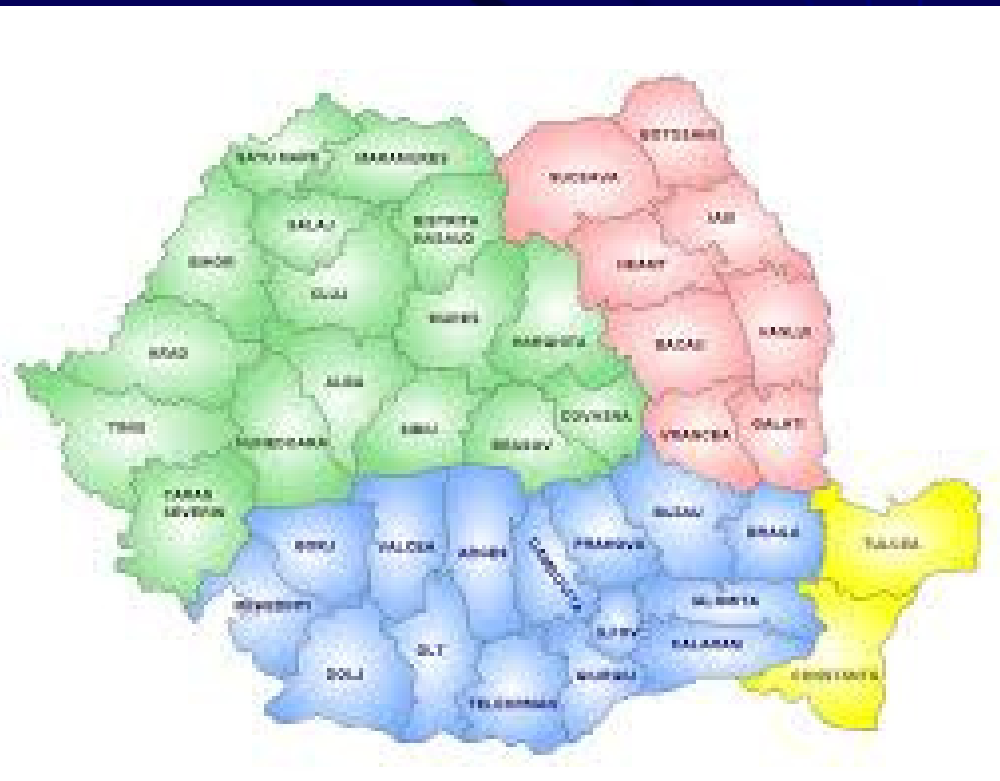 BOTOSANI
SATU MARE
MARAMURES
SUCEAVA
SALAJ
BISTRITA
NASAUD
IASI
BIHOR
NEAMT
CLUJ
MURES
HARGHITA
BACAU
VASLUI
ARAD
ALBA
COVASNA
TIMIS
SIBIU
BRASOV
VRANCEA
GALATI
HUNEDOARA
CARAS
SEVERIN
BUZAU
BRAILA
GORJ
VALCEA
ARGES
DAMBOVITA
PRAHOVA
TULCEA
MEHEDINTI
IALOMITA
ILFOV
CALARASI
OLT
DOLJ
GIURGIU
CONSTANTA
TELEORMAN